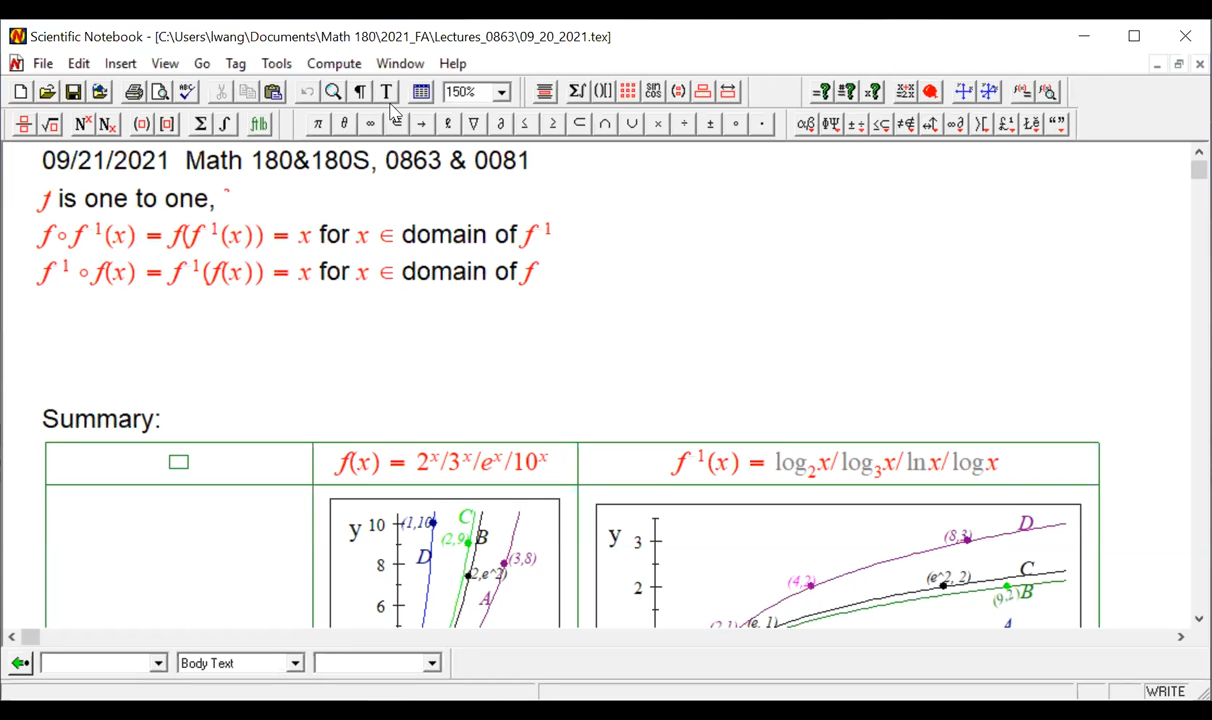 Scientific Notebook - [C:\Users\lwang\Documents\Math 180\2021_FA\Lectures_0863\09_20_2021.tex]
File Edit Insert View Go Tag Tools Compute Window Help
150%
09/21/2021 Math 180&180S, 0863 & 0081
f is one to one,
f∘f ¹(x) = f(f ¹(x)) = x for x ∈ domain of f ¹
f ¹ ∘f(x) = f ¹(f(x)) = x for x ∈ domain of f
Summary:
f(x) = 2ˣ/3ˣ/eˣ/10ˣ f ¹(x) = log₂x/log₃x/lnx/logx
y 10 (1,10 C D
(2,9) B y 3 (8,3)
8 D (3,8) C
2,e^2) (4,2) (e^2, 2)
A 2 (9,2) B
6 (e, 1) A
Body Text
WRITE